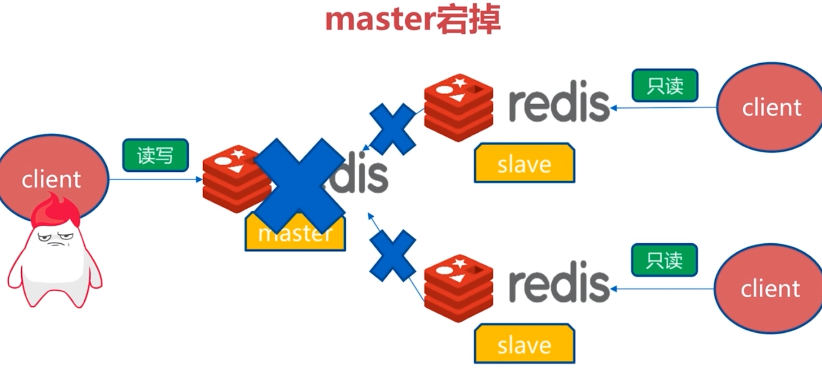 master宕掉
redis
只读
client
slave
client
读写
dis
master
redis
只读
client
slave